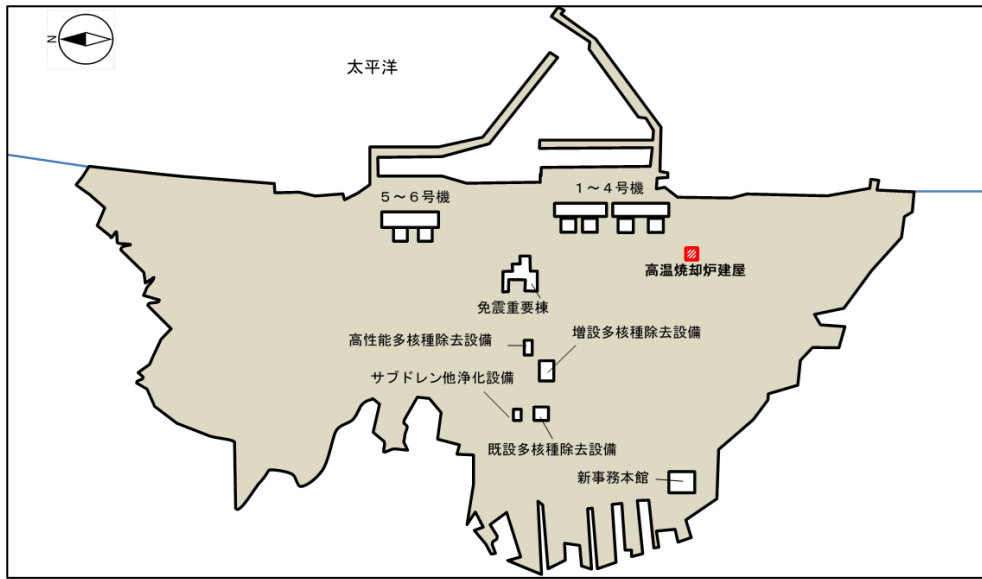 N
太平洋
５～６号機
１～４号機
高温焼却炉建屋
免震重要棟
高性能多核種除去設備
増設多核種除去設備
サブドレン他浄化設備
既設多核種除去設備
新事務本館